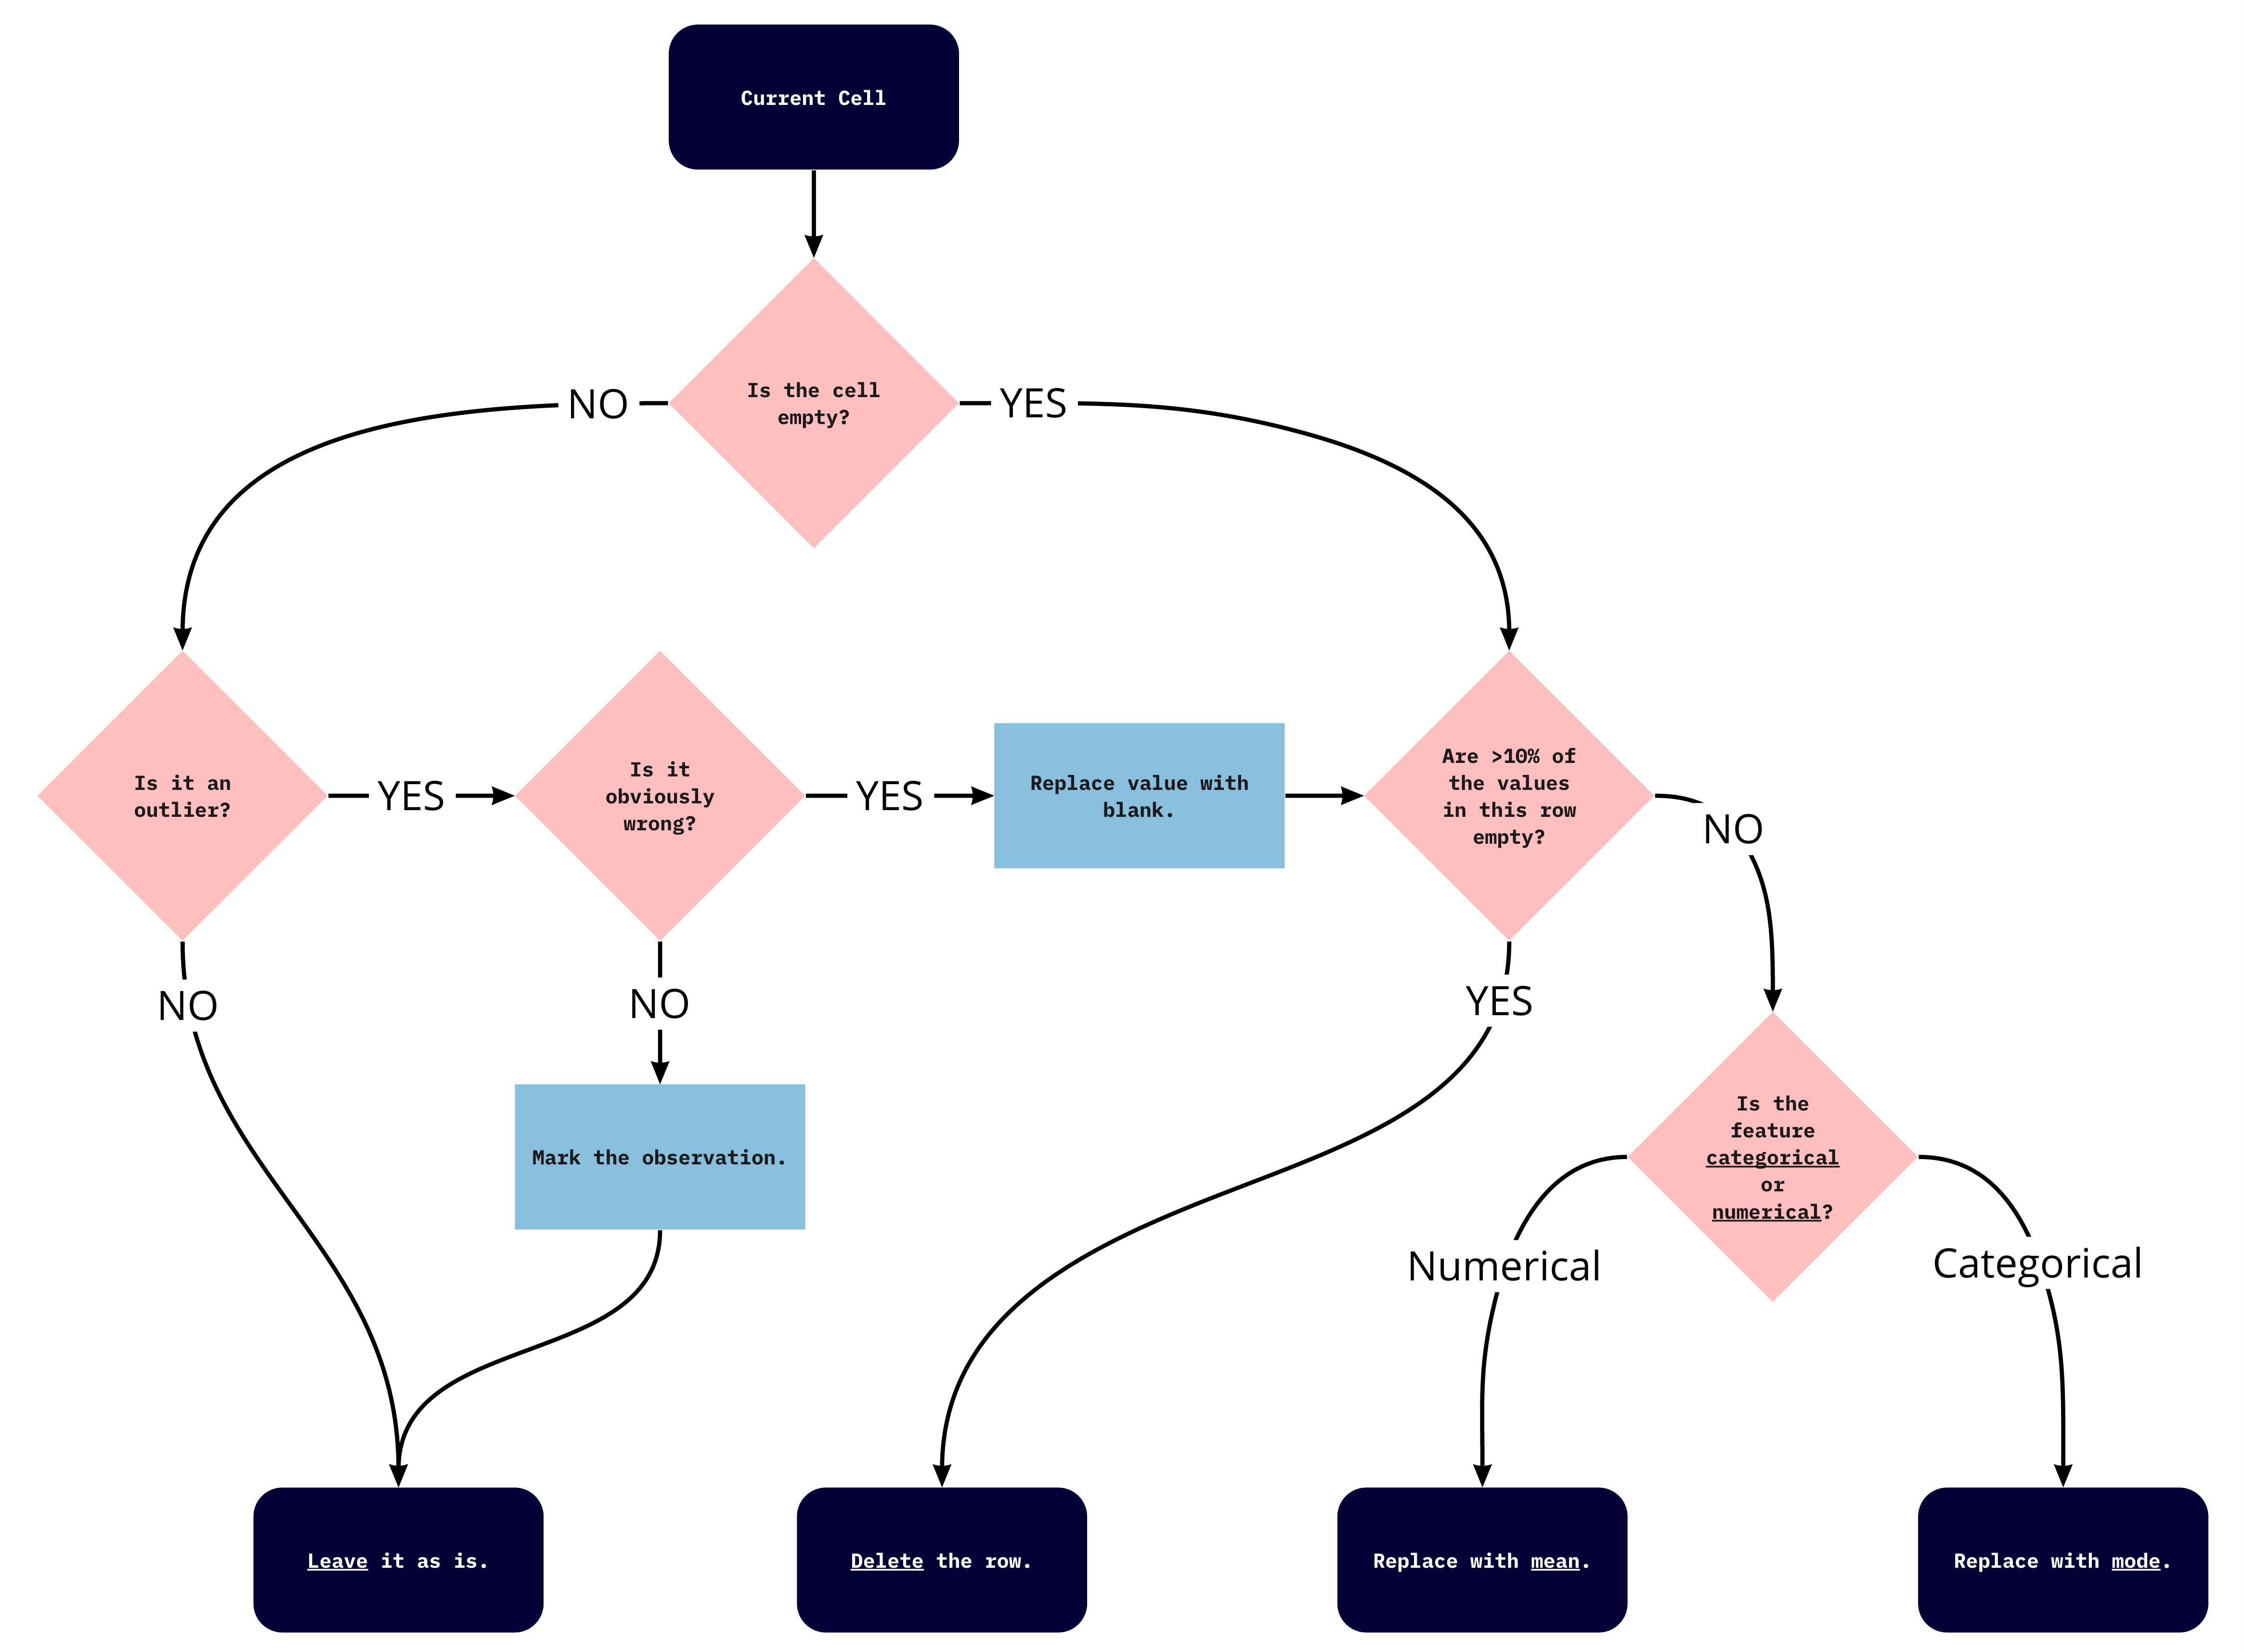 Current Cell
Is the cell
empty?
NO
YES
Is it an
outlier?
YES
Is it
obviously
wrong?
YES
Replace value with
blank.
Are >10% of
the values
in this row
empty?
NO
NO
NO
YES
Mark the observation.
Is the
feature
categorical
or
numerical?
Numerical
Categorical
Leave it as is.
Delete the row.
Replace with mean.
Replace with mode.